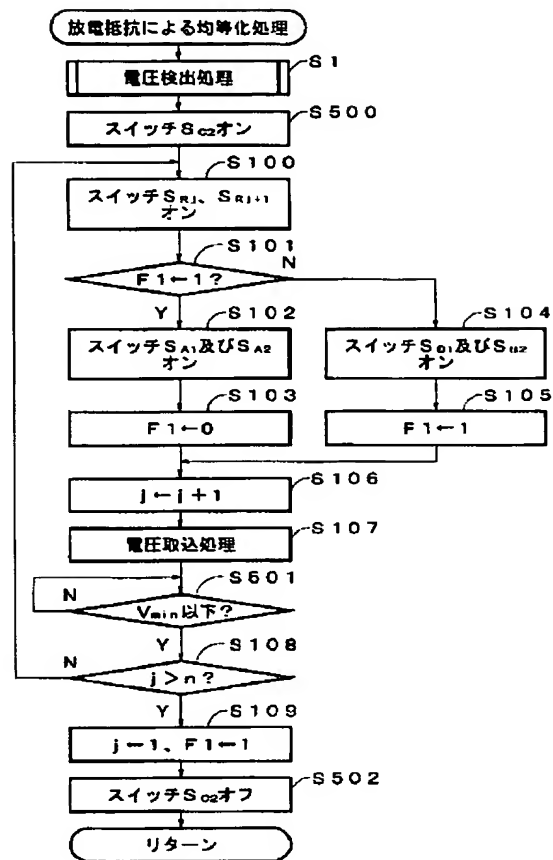 放電抵抗による均等化処理
電圧検出処理
S1
スイッチSC2オン
S500
S100
スイッチSRj、SRj+1
オン
S101
F1←1?
N
Y
S102
スイッチSA1及びSA2
オン
S104
スイッチSB1及びSB2
オン
S103
F1←0
S105
F1←1
S106
j←j+1
S107
電圧取込処理
S501
N
Vmin以下?
Y
S108
N
j>n?
Y
S109
j←1、F1←1
S502
スイッチSC2オフ
リターン